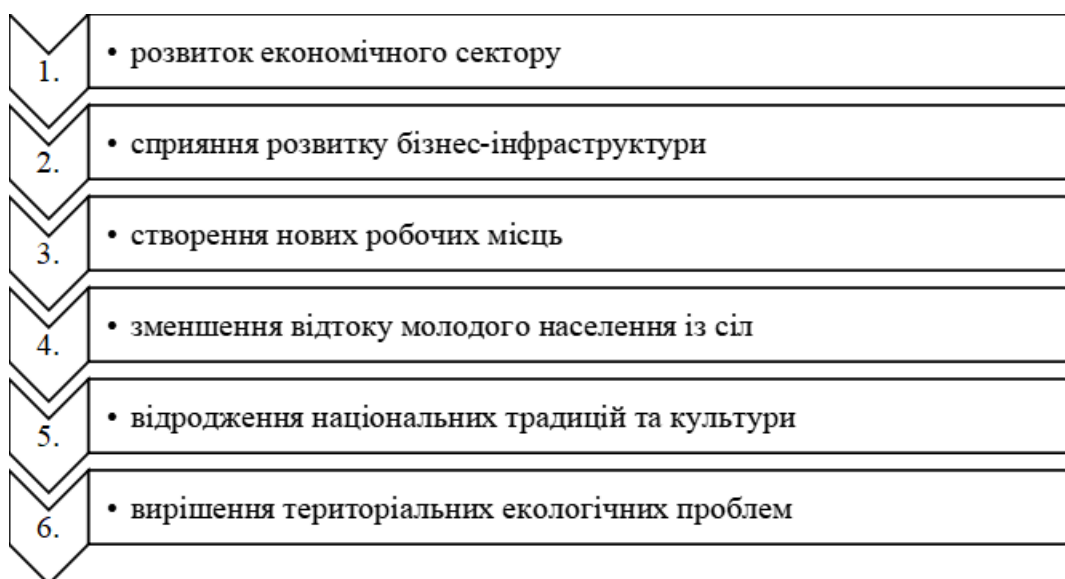 1. • розвиток економічного сектору
2. • сприяння розвитку бізнес-інфраструктури
3. • створення нових робочих місць
4. • зменшення відтоку молодого населення із сіл
5. • відродження національних традицій та культури
6. • вирішення територіальних екологічних проблем